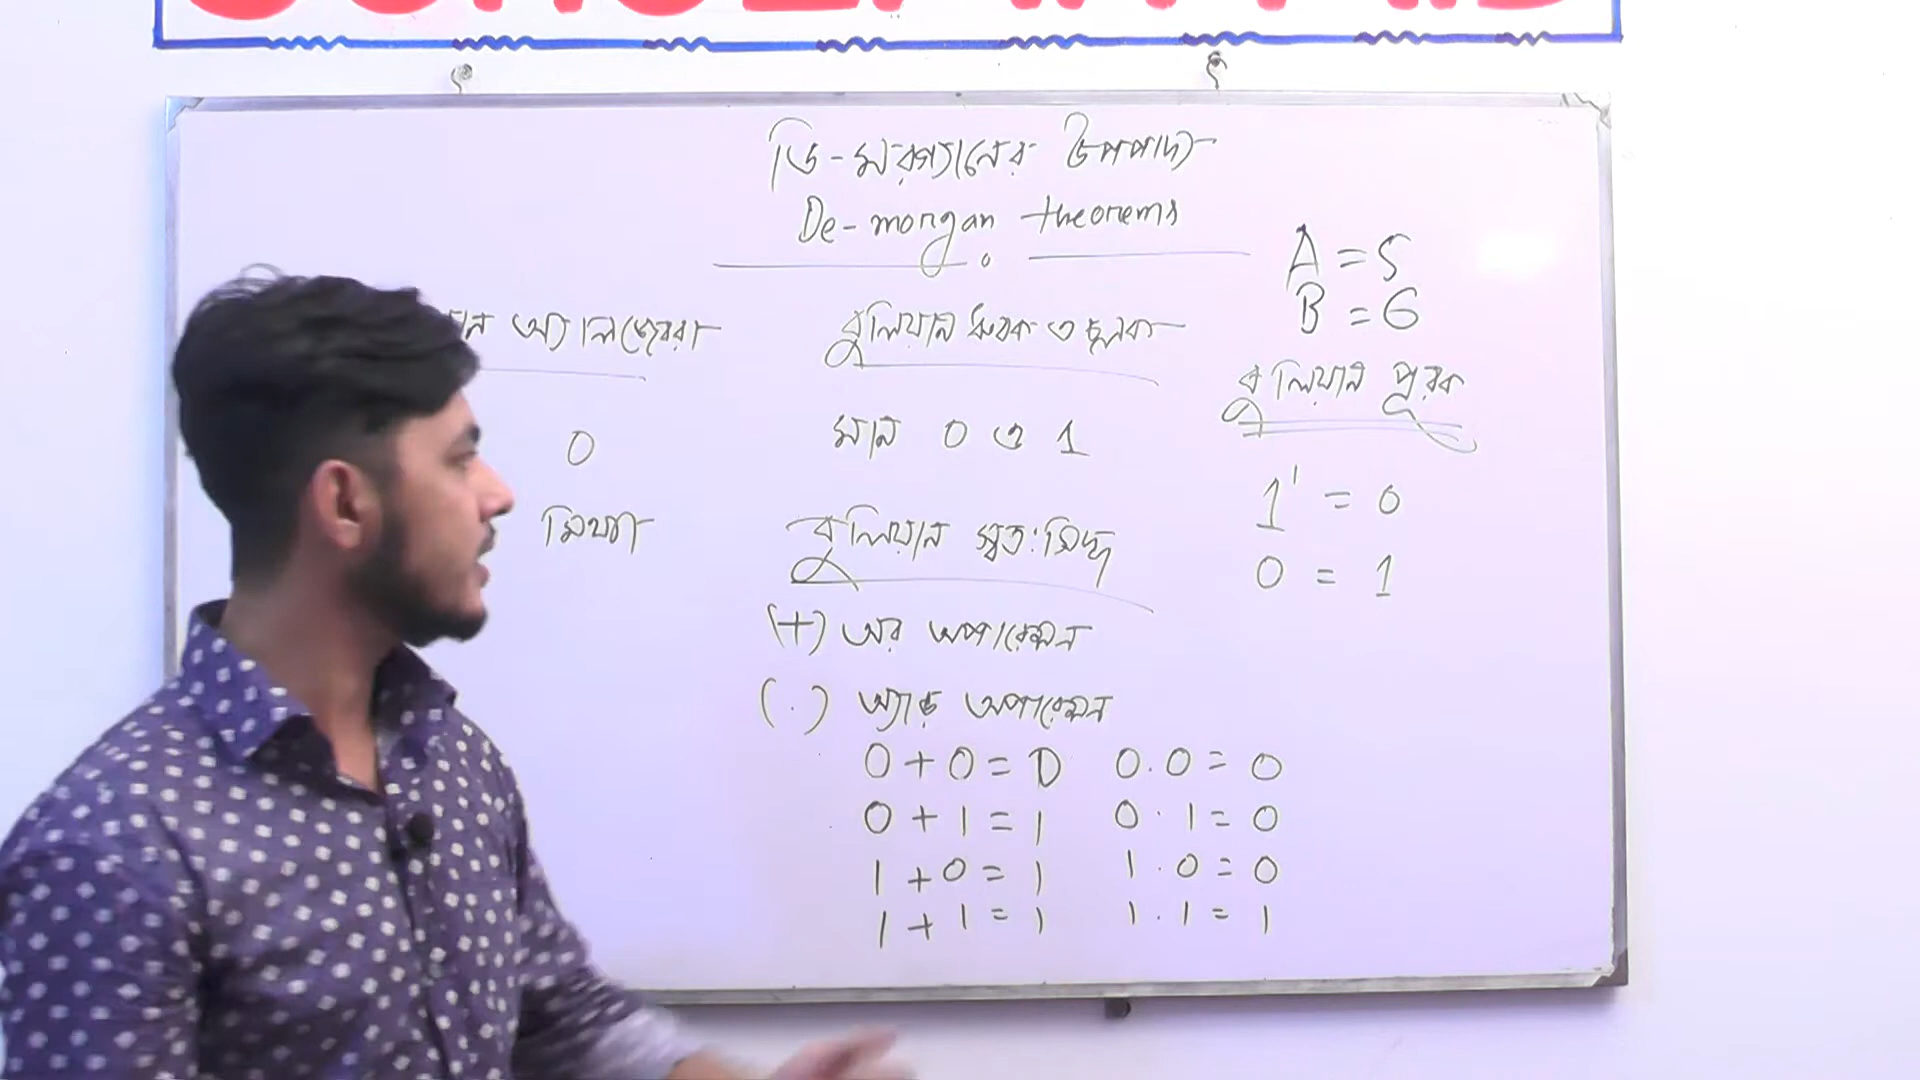 ডি-মরগ্যানের উপপাদ্য
De-morgan theorems
A = 5
B = 6
অ্যালজেবরা
বুলিয়ান ধ্রুবক ও চলক
বুলিয়ান পূরক
0
মান 0 ও 1
1' = 0
মিথ্যা
বুলিয়ান স্বতঃসিদ্ধ
0 = 1
(+) অর অপারেশন
(.) অ্যান্ড অপারেশন
0 + 0 = 0 0.0 = 0
0 + 1 = 1 0 . 1 = 0
1 + 0 = 1 1 . 0 = 0
1 + 1 = 1 1 . 1 = 1